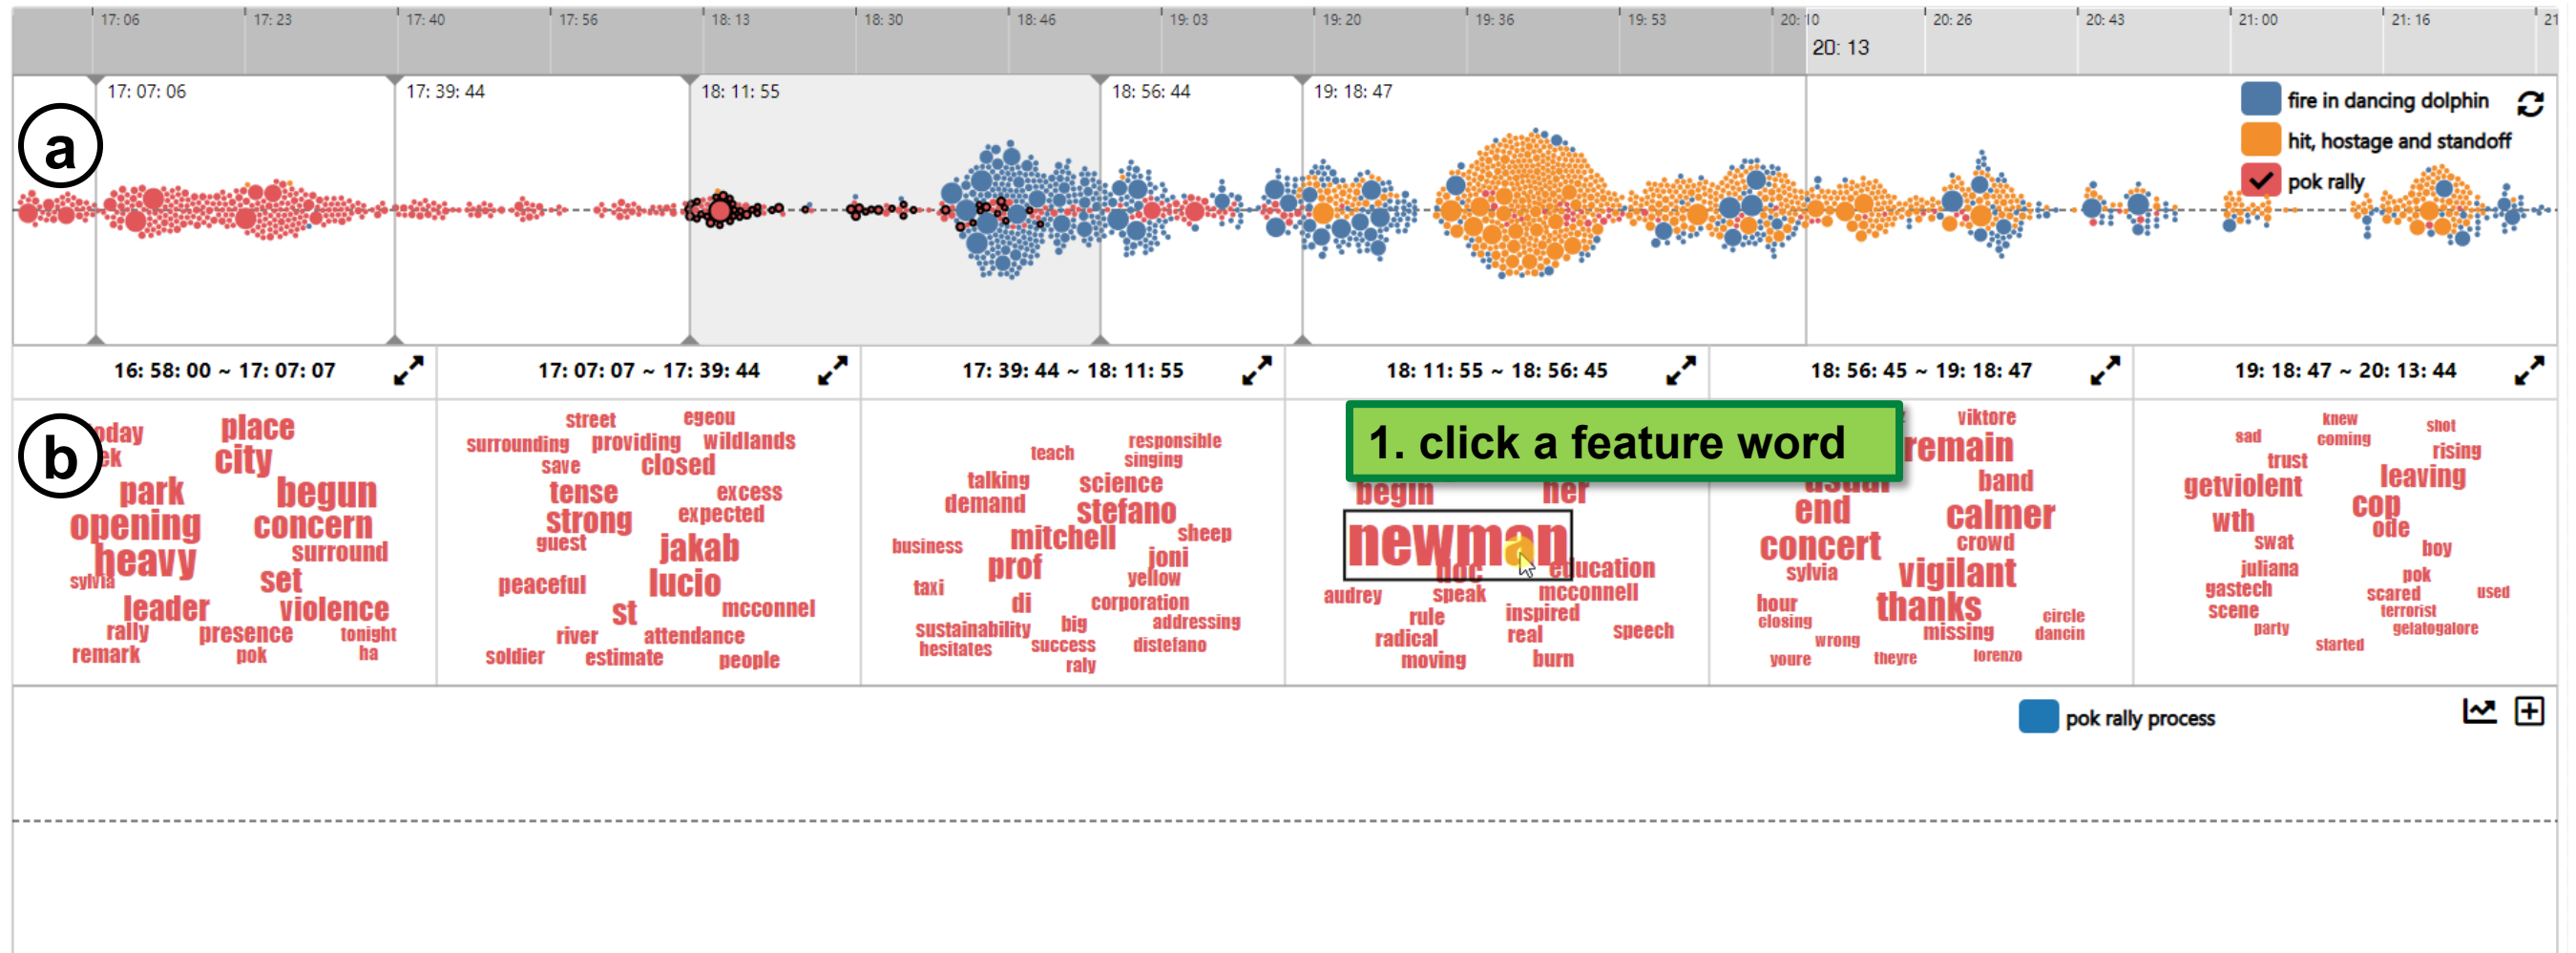 17: 06 17: 23 17: 40 17: 56 18: 13 18: 30 18: 46 19: 03 19: 20 19: 36 19: 53 20: 10 20: 26 20: 43 21: 00 21: 16 21
20: 13
17: 07: 06 17: 39: 44 18: 11: 55 18: 56: 44 19: 18: 47
a
fire in dancing dolphin
hit, hostage and standoff
pok rally
16: 58: 00 ~ 17: 07: 07 17: 07: 07 ~ 17: 39: 44 17: 39: 44 ~ 18: 11: 55 18: 11: 55 ~ 18: 56: 45 18: 56: 45 ~ 19: 18: 47 19: 18: 47 ~ 20: 13: 44
b
oday place
ek city
park begun
opening concern
heavy surround
sylvia set
leader violence
rally presence tonight
remark pok ha
street egeou
surrounding providing wildlands
save closed
tense excess
strong expected
guest jakab
peaceful lucio
st mcconnel
river attendance
soldier estimate people
teach responsible
singing
talking science
demand stefano
mitchell sheep
business joni
prof yellow
taxi di corporation
sustainability big addressing
hesitates success distefano
raly
1. click a feature word
begin her
newman
doc education
audrey speak mcconnell
rule inspired
radical real speech
moving burn
viktore
remain
usual band
end calmer
concert crowd
sylvia vigilant
hour thanks circle
closing missing dancin
wrong
youre theyre lorenzo
knew shot
sad coming rising
trust leaving
getviolent cop
wth ode
swat boy
juliana pok
gastech scared used
scene terrorist
party gelatogalore
started
pok rally process